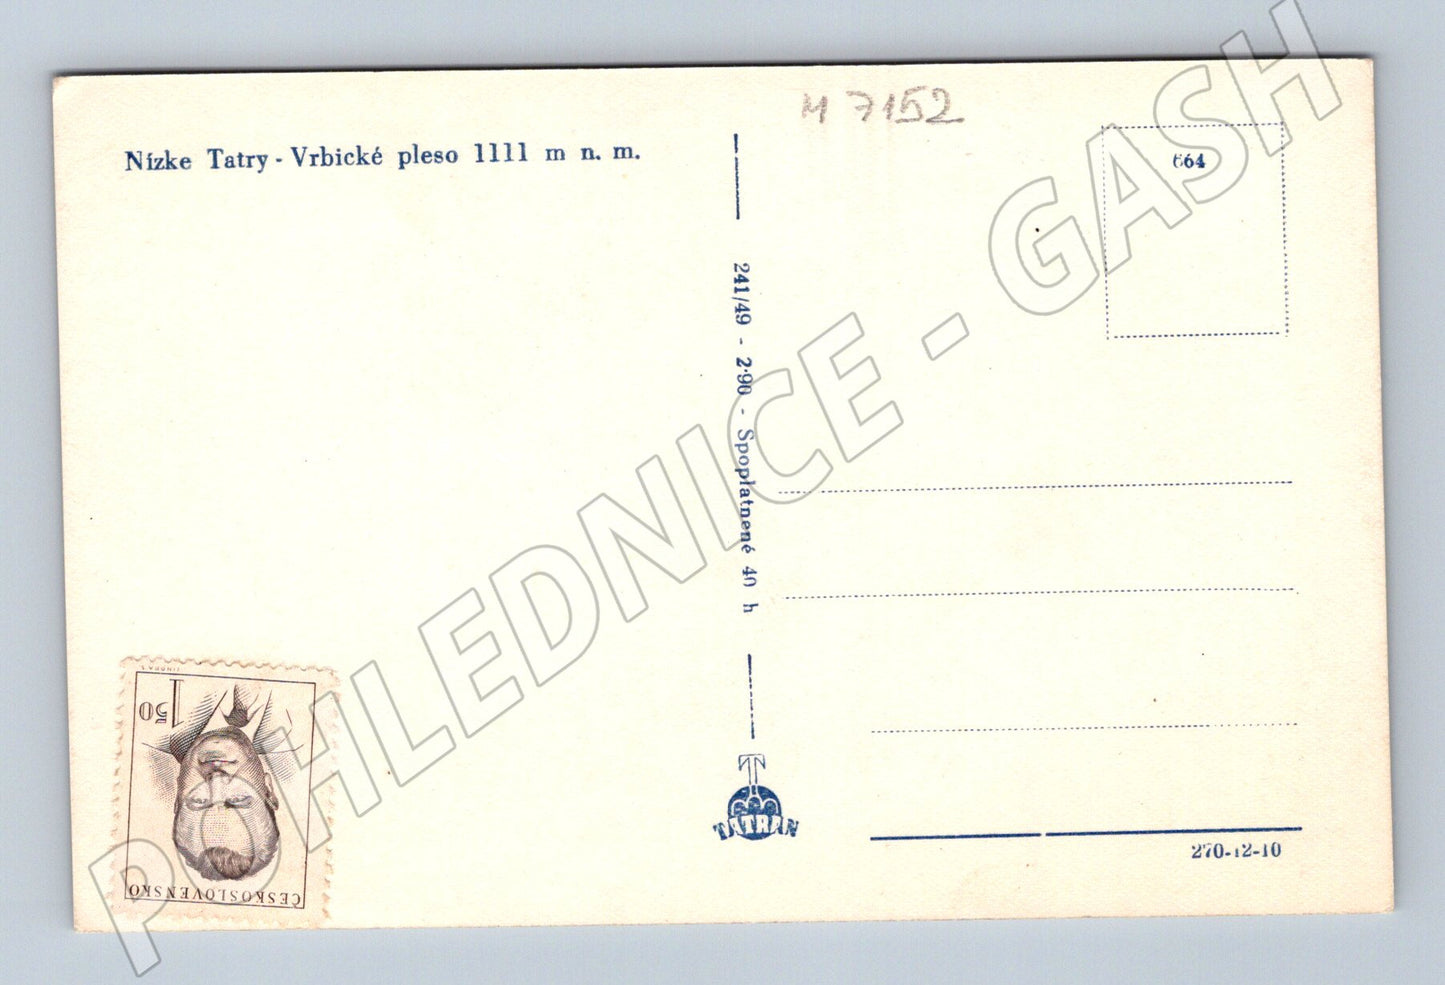 M 7152
Nízke Tatry - Vrbické pleso 1111 m n. m.
664
241/49 - 2·90 - Spoplatnené 40 h
TATRAN
270-12-10
1 50
ČESKOSLOVENSKO
POHLEDNICE - GASH